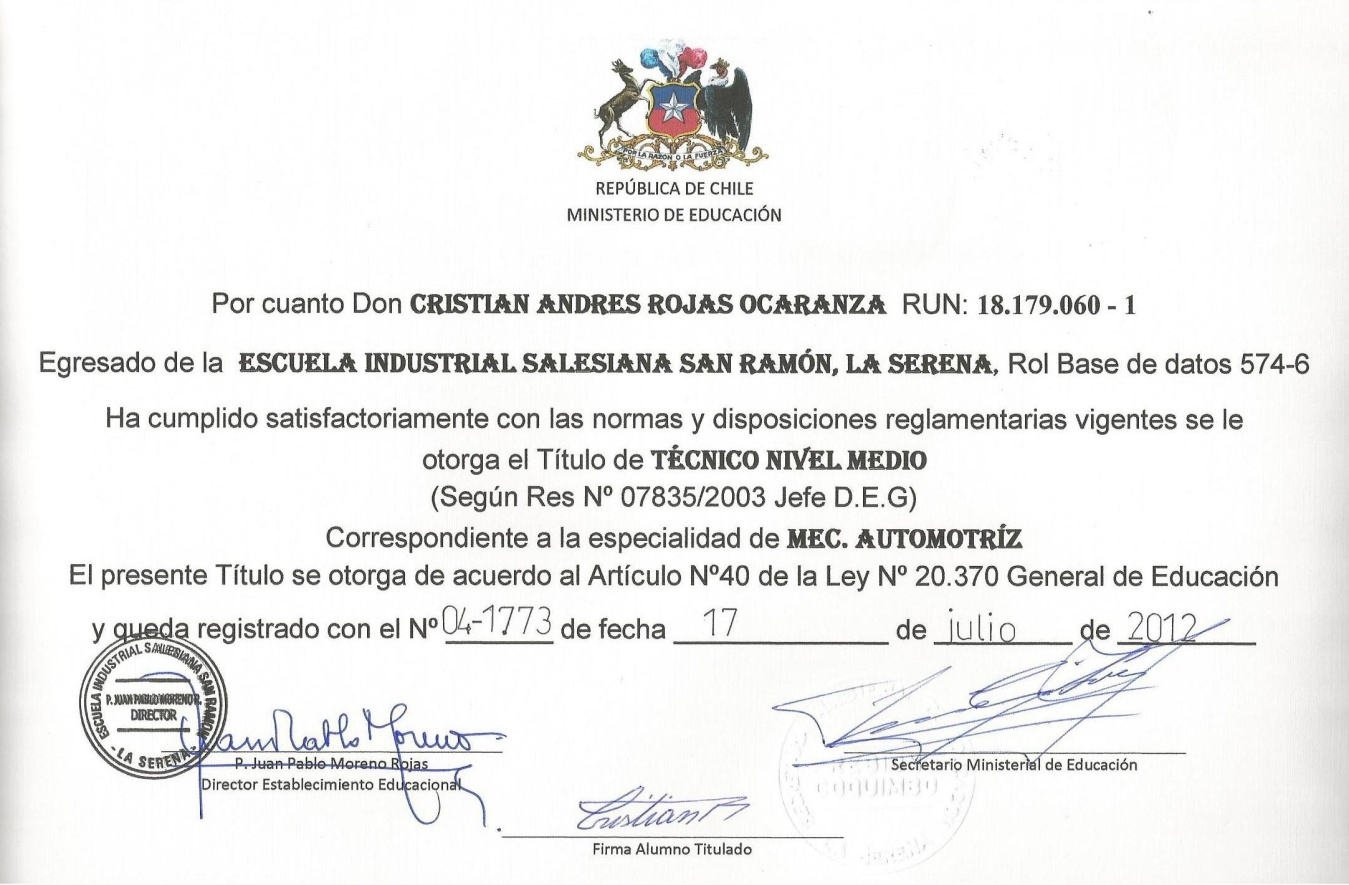 POR LA RAZÓN O LA FUERZA
REPÚBLICA DE CHILE
MINISTERIO DE EDUCACIÓN
Por cuanto Don CRISTIAN ANDRES ROJAS OCARANZA RUN: 18.179.060 - 1
Egresado de la ESCUELA INDUSTRIAL SALESIANA SAN RAMÓN, LA SERENA, Rol Base de datos 574-6
Ha cumplido satisfactoriamente con las normas y disposiciones reglamentarias vigentes se le
otorga el Título de TÉCNICO NIVEL MEDIO
(Según Res Nº 07835/2003 Jefe D.E.G)
Correspondiente a la especialidad de MEC. AUTOMOTRÍZ
El presente Título se otorga de acuerdo al Artículo Nº40 de la Ley Nº 20.370 General de Educación
y queda registrado con el Nº 04-1773 de fecha 17 de julio de 2012
ESCUELA INDUSTRIAL SALESIANA SAN RAMON
P. JUAN PABLO MORENO R.
DIRECTOR
- LA SERENA -
Juan Pablo Moreno
P. Juan Pablo Moreno Rojas
Director Establecimiento Educacional
Secretario Ministerial de Educación
COQUIMBO
Cristian R
Firma Alumno Titulado